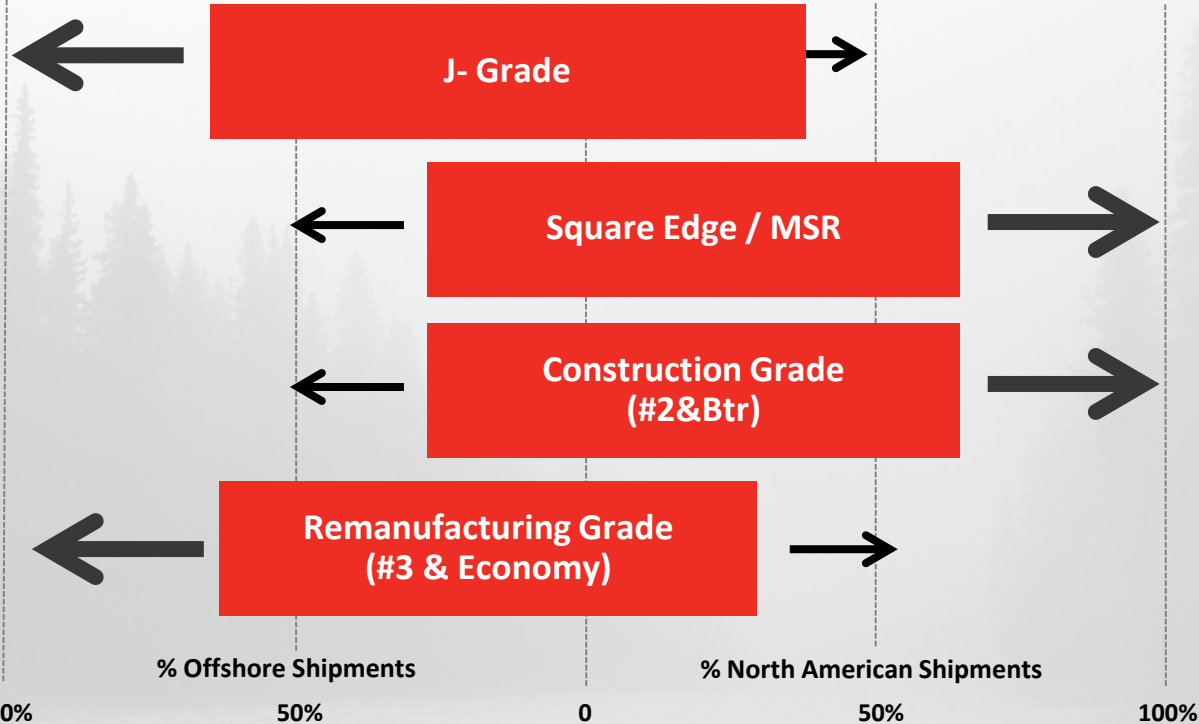 J- Grade
Square Edge / MSR
Construction Grade
(#2&Btr)
Remanufacturing Grade
(#3 & Economy)
% Offshore Shipments
% North American Shipments
0%
50%
0
50%
100%